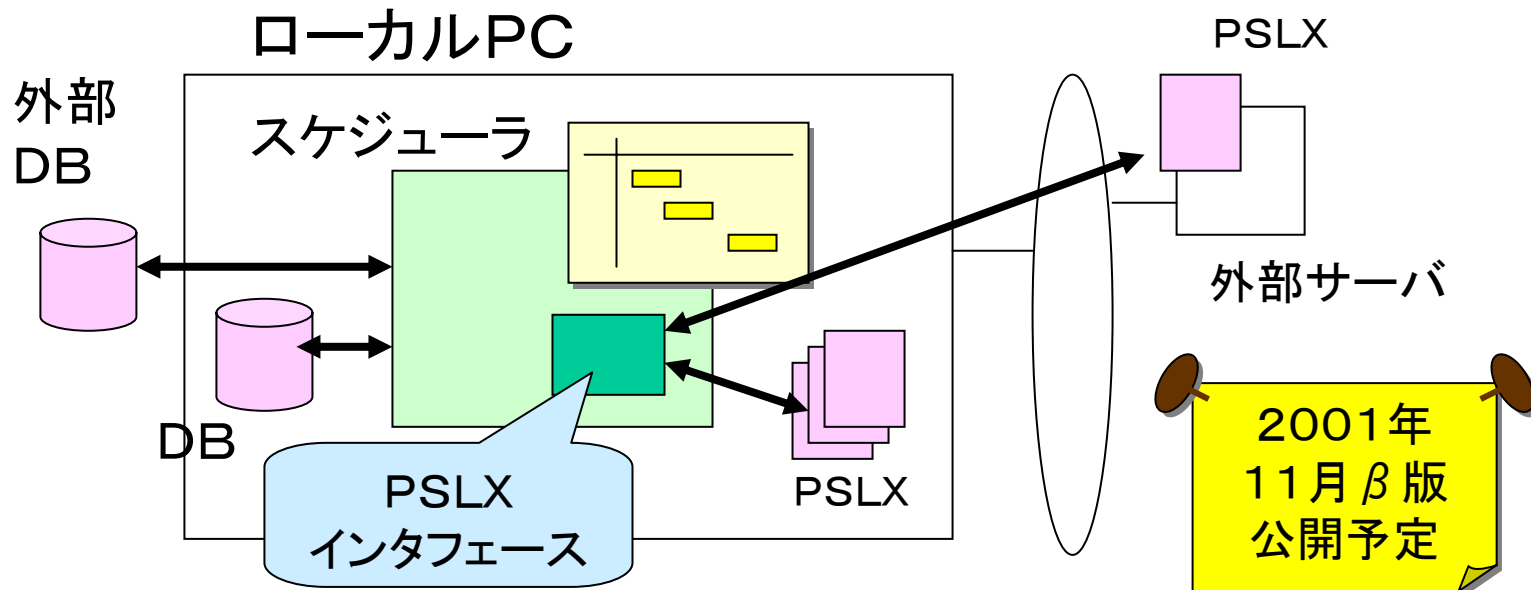 ローカルPC
PSLX
外部
DB
スケジューラ
外部サーバ
DB
PSLX
インタフェース
PSLX
2001年
11月β版
公開予定